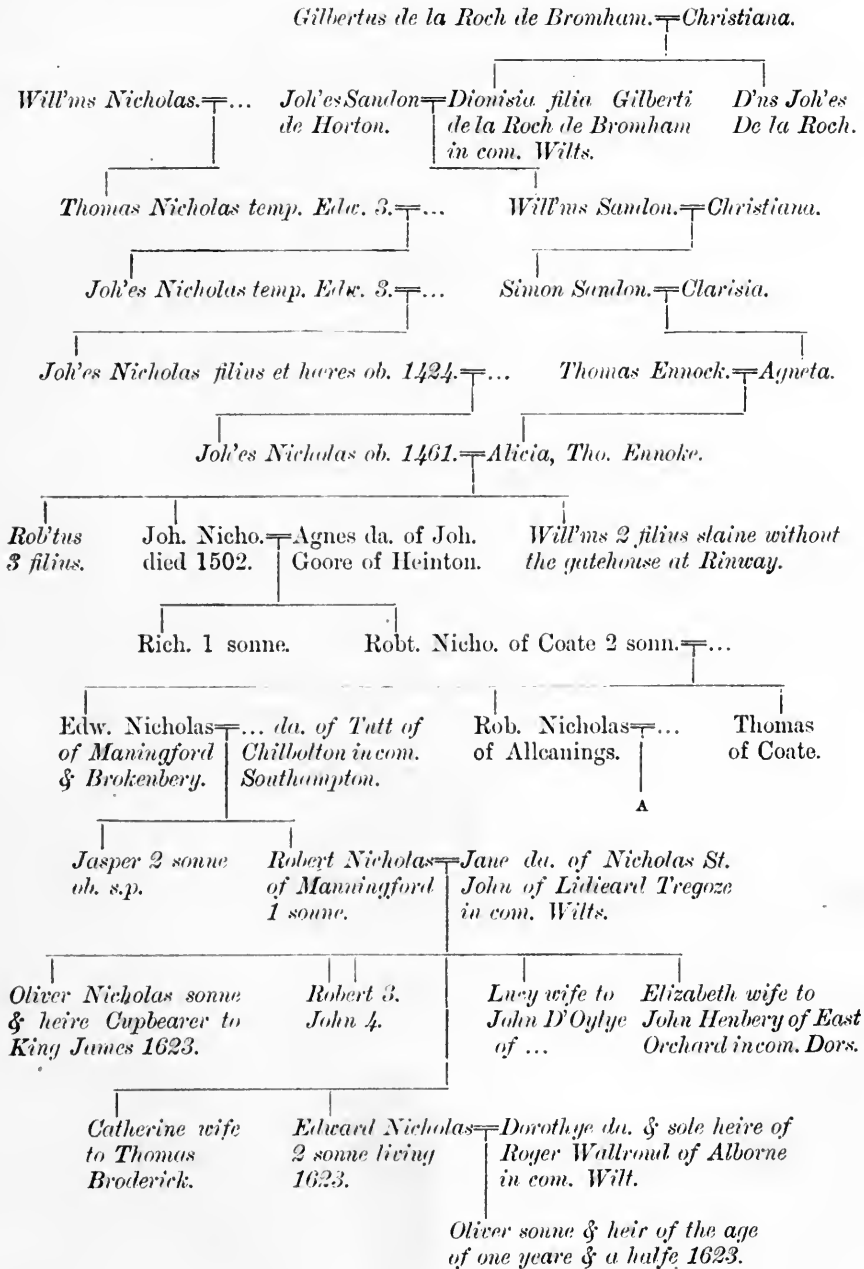 Gilbertus de la Roch de Bromham.=Christiana.
Will'ms Nicholas.=...
Joh'es Sandon=Dionisia filia Gilberti
de Horton. de la Roch de Bromham
in com. Wilts.
D'ns Joh'es
De la Roch.
Thomas Nicholas temp. Edw. 3.=...
Will'ms Sandon.=Christiana.
Joh'es Nicholas temp. Edw. 3.=...
Simon Sandon.=Clarisia.
Joh'es Nicholas filius et hæres ob. 1424.=...
Thomas Ennock.=Agneta.
Joh'es Nicholas ob. 1461.=Alicia, Tho. Ennoke.
Rob'tus
3 filius.
Joh. Nicho.=Agnes da. of Joh.
died 1502. Goore of Heinton.
Will'ms 2 filius slaine without
the gatehouse at Rinway.
Rich. 1 sonne.
Robt. Nicho. of Coate 2 sonn.=...
Edw. Nicholas=... da. of Tutt of
of Maningford Chilbolton in com.
& Brokenbery. Southampton.
Rob. Nicholas=...
of Allcanings.
A
Thomas
of Coate.
Jasper 2 sonne
ob. s.p.
Robert Nicholas=Jane da. of Nicholas St.
of Manningford John of Lidieard Tregoze
1 sonne. in com. Wilts.
Oliver Nicholas sonne
& heire Cupbearer to
King James 1623.
Robert 3.
John 4.
Lucy wife to
John D'Oylye
of ...
Elizabeth wife to
John Henbery of East
Orchard in com. Dors.
Catherine wife
to Thomas
Broderick.
Edward Nicholas=Dorothye da. & sole heire of
2 sonne living Roger Wallrond of Alborne
1623. in com. Wilt.
Oliver sonne & heir of the age
of one yeare & a halfe 1623.